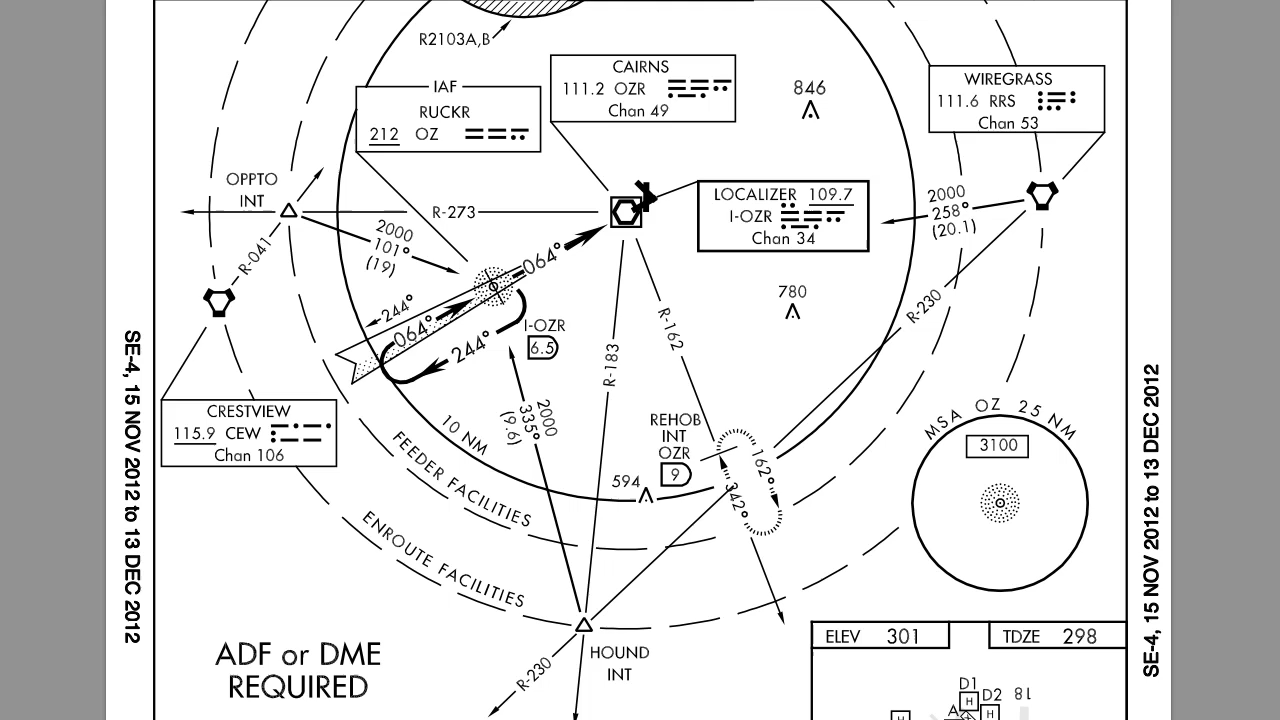 R2103A,B
IAF
RUCKR
212 OZ
CAIRNS
111.2 OZR
Chan 49
846
WIREGRASS
111.6 RRS
Chan 53
OPPTO
INT
R-273
R-041
2000
101°
(19)
LOCALIZER 109.7
I-OZR
Chan 34
2000
258°
(20.1)
064°
244°
064°
244°
I-OZR
6.5
780
R-230
R-162
R-183
CRESTVIEW
115.9 CEW
Chan 106
10 NM
2000
335°
(9.6)
REHOB
INT
OZR
9
162°
342°
594
FEEDER FACILITIES
ENROUTE FACILITIES
MSA OZ 25 NM
3100
HOUND
INT
R-230
ADF or DME
REQUIRED
ELEV 301
TDZE 298
D1
D2
H
H
H
A
18
SE-4, 15 NOV 2012 to 13 DEC 2012
SE-4, 15 NOV 2012 to 13 DEC 2012